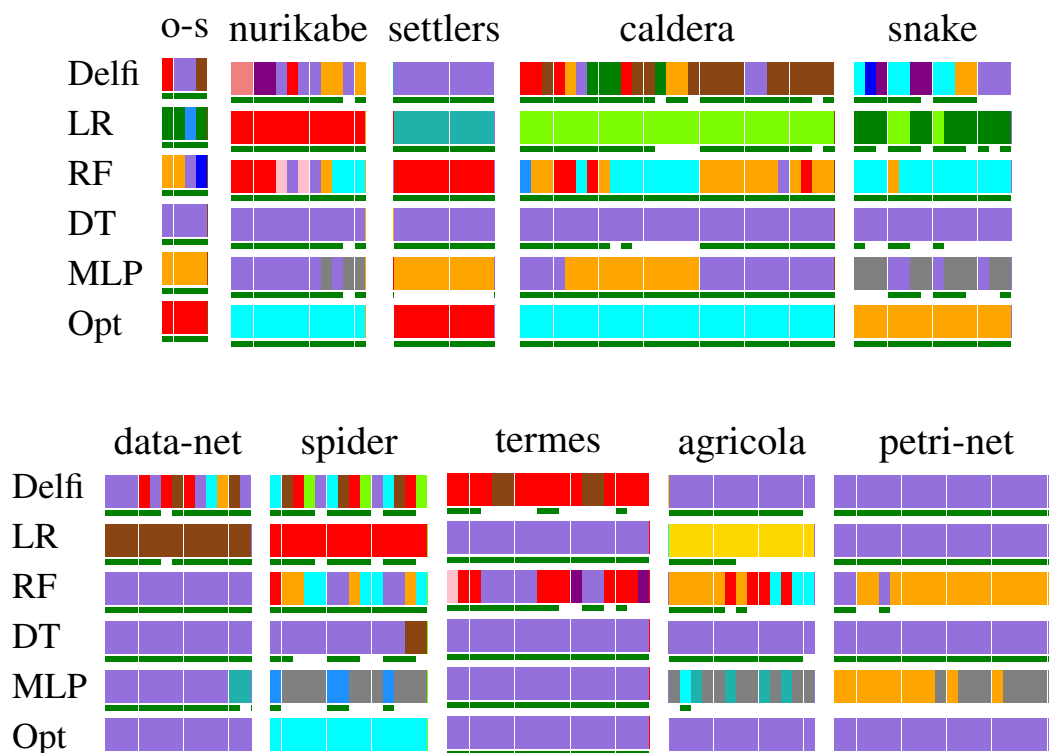 o-s nurikabe settlers caldera snake
Delfi
LR
RF
DT
MLP
Opt
data-net spider termes agricola petri-net
Delfi
LR
RF
DT
MLP
Opt